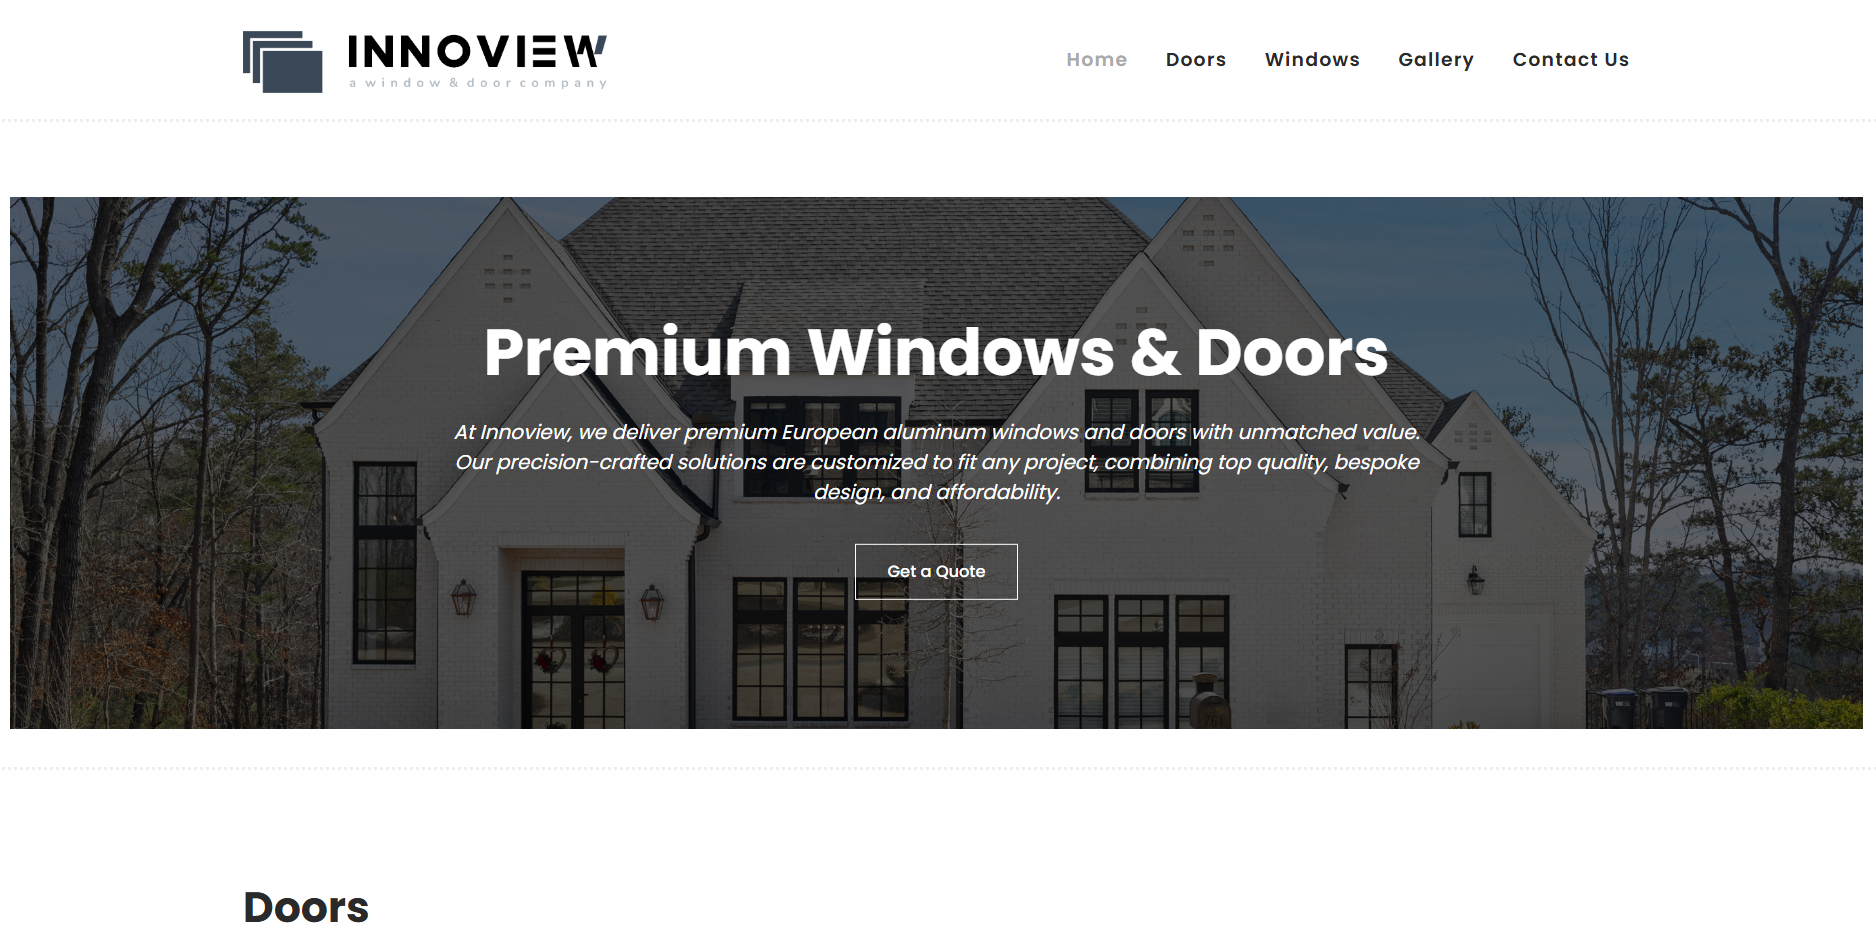 INNOVIEW
a window & door company
Home
Doors
Windows
Gallery
Contact Us
Premium Windows & Doors
At Innoview, we deliver premium European aluminum windows and doors with unmatched value.
Our precision-crafted solutions are customized to fit any project, combining top quality, bespoke
design, and affordability.
Get a Quote
761
Doors